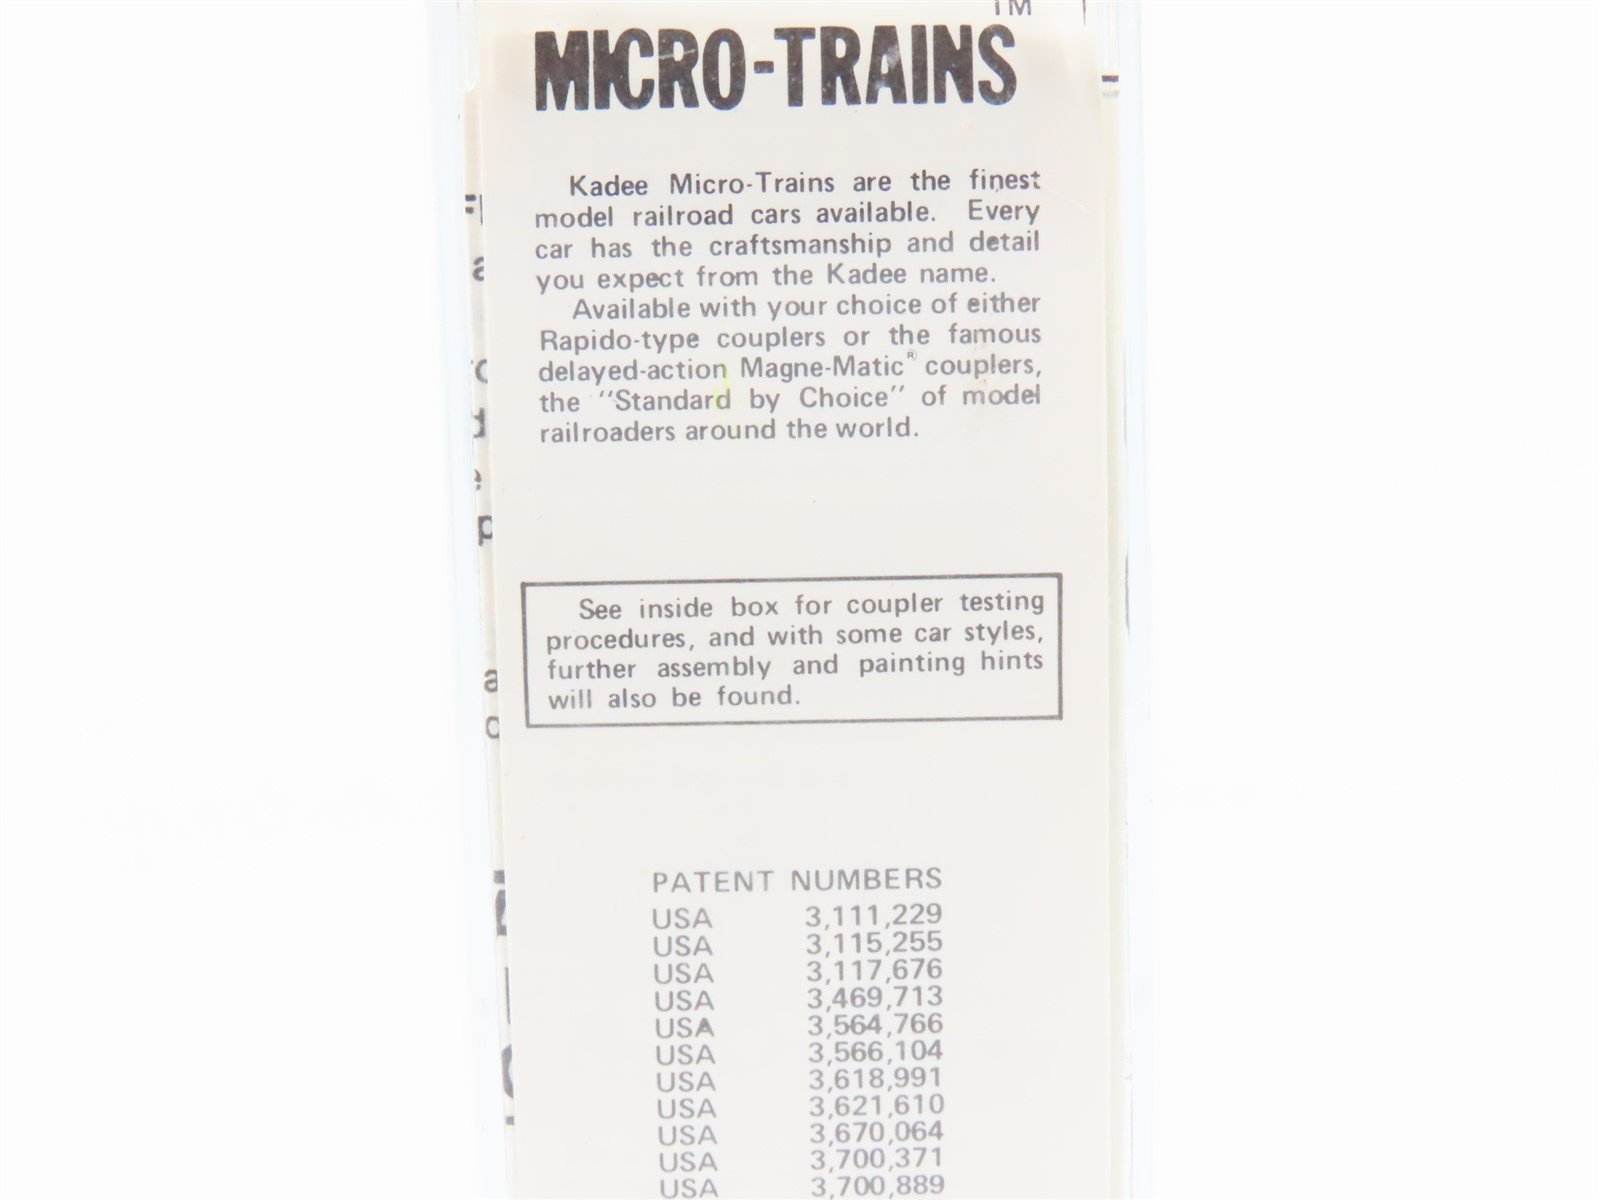 TM
MICRO-TRAINS
Kadee Micro-Trains are the finest
model railroad cars available. Every
car has the craftsmanship and detail
you expect from the Kadee name.
Available with your choice of either
Rapido-type couplers or the famous
delayed-action Magne-Matic® couplers,
the "Standard by Choice" of model
railroaders around the world.
See inside box for coupler testing
procedures, and with some car styles,
further assembly and painting hints
will also be found.
PATENT NUMBERS
USA 3,111,229
USA 3,115,255
USA 3,117,676
USA 3,469,713
USA 3,564,766
USA 3,566,104
USA 3,618,991
USA 3,621,610
USA 3,670,064
USA 3,700,371
USA 3,700,889